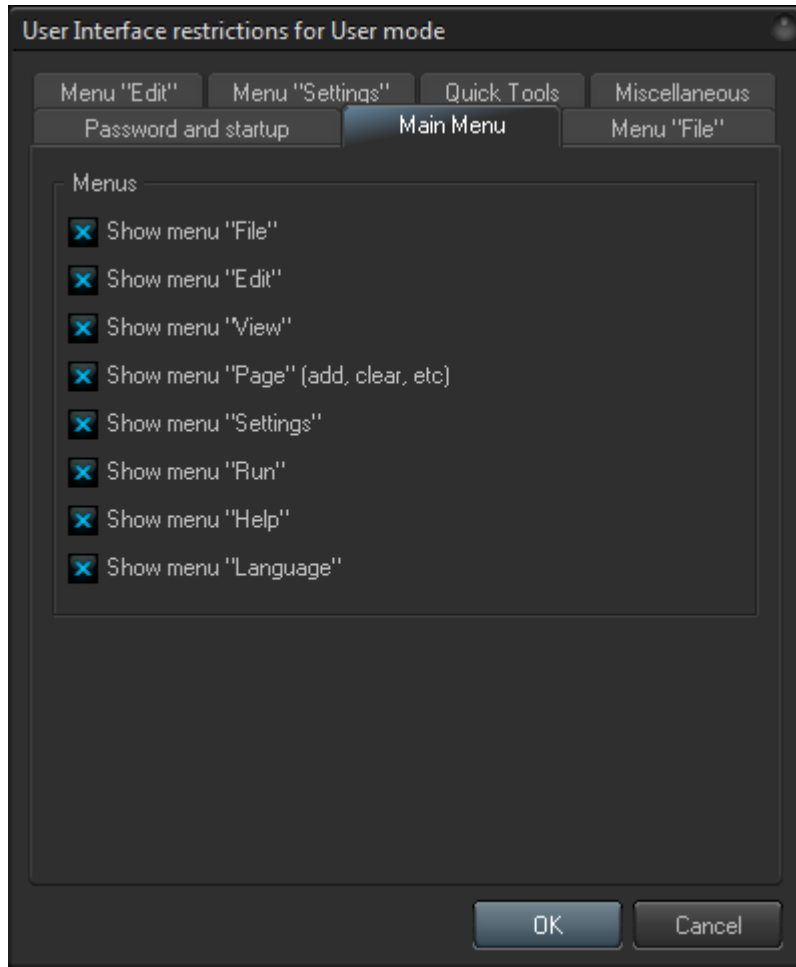 User Interface restrictions for User mode
Menu "Edit" Menu "Settings" Quick Tools Miscellaneous
Password and startup Main Menu Menu "File"
Menus
Show menu "File"
Show menu "Edit"
Show menu "View"
Show menu "Page" (add, clear, etc)
Show menu "Settings"
Show menu "Run"
Show menu "Help"
Show menu "Language"
OK Cancel